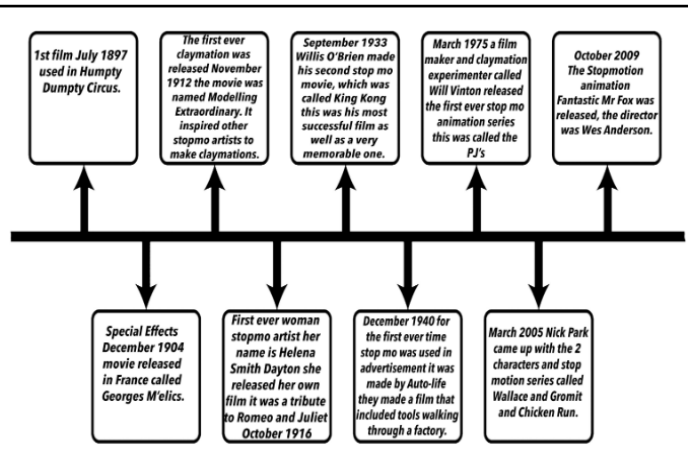 1st film July 1897
used in Humpty
Dumpty Circus.
The first ever
claymation was
released November
1912 the movie was
named Modelling
Extraordinary. It
inspired other
stopmo artists to
make claymations.
September 1933
Willis O'Brien made
his second stop mo
movie, which was
called King Kong
this was his most
successful film as
well as a very
memorable one.
March 1975 a film
maker and claymation
experimenter called
Will Vinton released
the first ever stop mo
animation series
this was called the
PJ's
October 2009
The Stopmotion
animation
Fantastic Mr Fox was
released, the director
was Wes Anderson.
Special Effects
December 1904
movie released
in France called
Georges M'elics.
First ever woman
stopmo artist her
name is Helena
Smith Dayton she
released her own
film it was a tribute
to Romeo and Juliet
October 1916
December 1940 for
the first ever time
stop mo was used in
advertisement it was
made by Auto-life
they made a film that
included tools walking
through a factory.
March 2005 Nick Park
came up with the 2
characters and stop
motion series called
Wallace and Gromit
and Chicken Run.